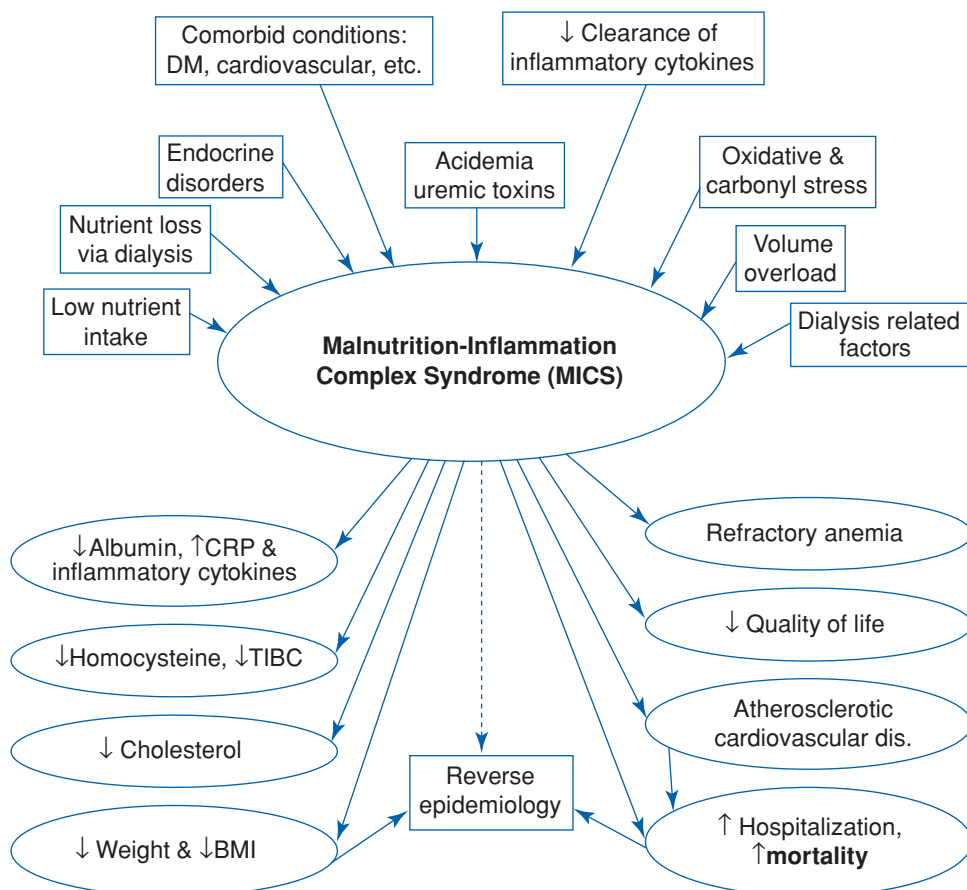 Comorbid conditions:
DM, cardiovascular, etc.
↓ Clearance of
inflammatory cytokines
Endocrine
disorders
Acidemia
uremic toxins
Oxidative &
carbonyl stress
Nutrient loss
via dialysis
Volume
overload
Low nutrient
intake
Dialysis related
factors
Malnutrition-Inflammation
Complex Syndrome (MICS)
↓Albumin, ↑CRP &
inflammatory cytokines
Refractory anemia
↓Homocysteine, ↓TIBC
↓ Quality of life
↓ Cholesterol
Atherosclerotic
cardiovascular dis.
Reverse
epidemiology
↓ Weight & ↓BMI
↑ Hospitalization,
↑mortality